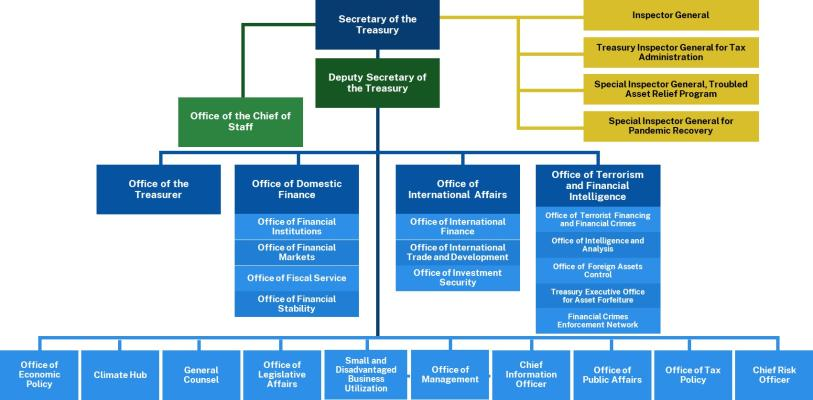 Secretary of the
Treasury
Inspector General
Treasury Inspector General for Tax
Administration
Deputy Secretary of
the Treasury
Special Inspector General, Troubled
Asset Relief Program
Office of the Chief of
Staff
Special Inspector General for
Pandemic Recovery
Office of the
Treasurer
Office of Domestic
Finance
Office of Financial
Institutions
Office of Financial
Markets
Office of Fiscal Service
Office of Financial
Stability
Office of
International Affairs
Office of International
Finance
Office of International
Trade and Development
Office of Investment
Security
Office of Terrorism
and Financial
Intelligence
Office of Terrorist Financing
and Financial Crimes
Office of Intelligence and
Analysis
Office of Foreign Assets
Control
Treasury Executive Office
for Asset Forfeiture
Financial Crimes
Enforcement Network
Office of
Economic
Policy
Climate Hub
General
Counsel
Office of
Legislative
Affairs
Small and
Disadvantaged
Business
Utilization
Office of
Management
Chief
Information
Officer
Office of
Public Affairs
Office of Tax
Policy
Chief Risk
Officer